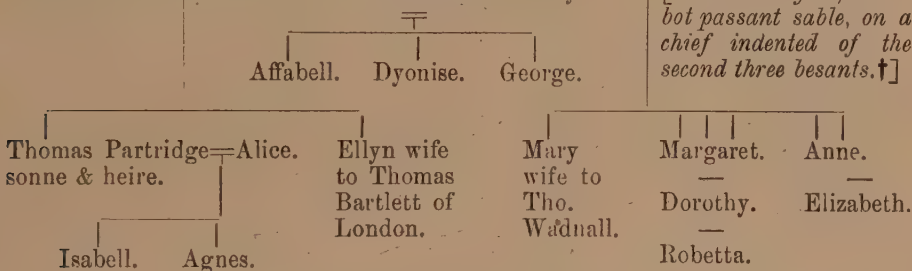 bot passant sable, on a
chief indented of the
second three besants.†]
Affabell. Dyonise. George.
Thomas Partridge=Alice.
sonne & heire.
Ellyn wife
to Thomas
Bartlett of
London.
Mary
wife to
Tho.
Wadnall.
Margaret.
—
Dorothy.
—
Robetta.
Anne.
—
Elizabeth.
Isabell. Agnes.